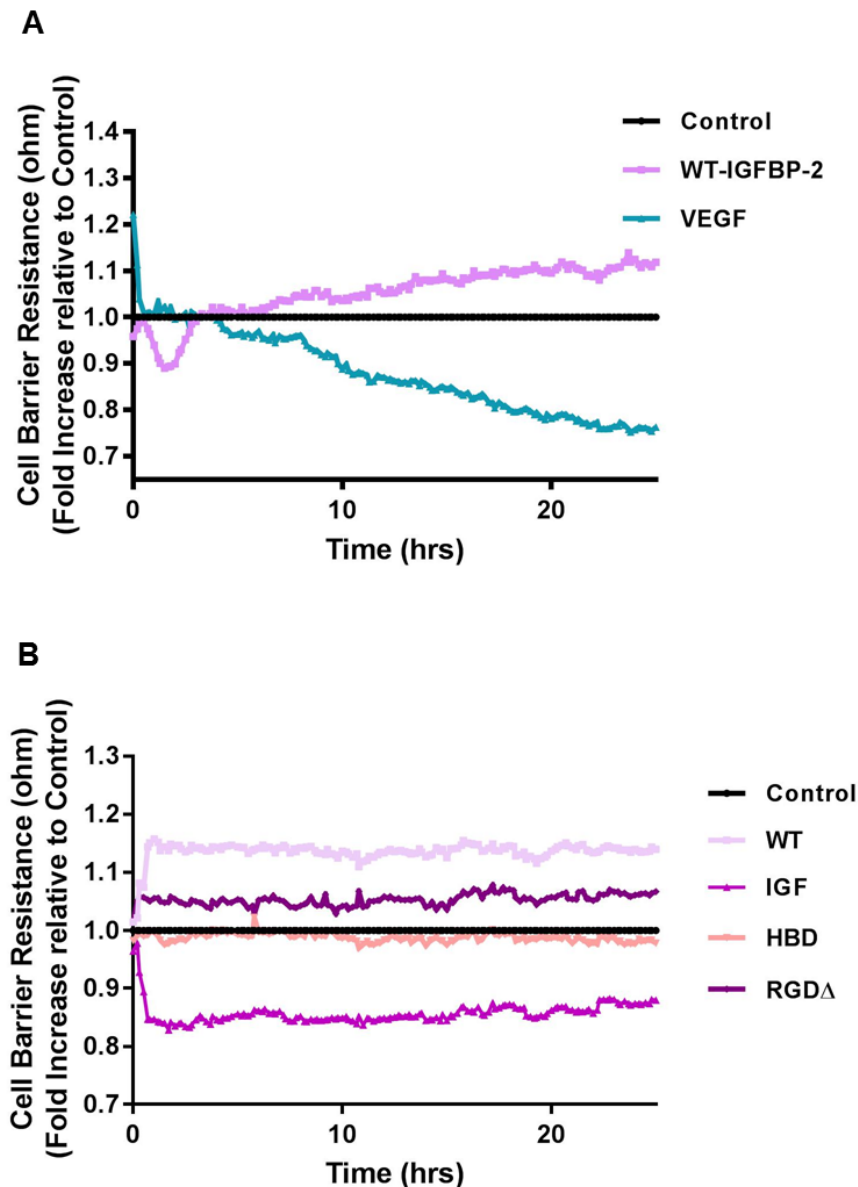 A
Cell Barrier Resistance (ohm)
(Fold Increase relative to Control)
1.4
1.3
1.2
1.1
1.0
0.9
0.8
0.7
0
10
20
Time (hrs)
Control
WT-IGFBP-2
VEGF
B
Cell Barrier Resistance (ohm)
(Fold Increase relative to Control)
1.3
1.2
1.1
1.0
0.9
0.8
0.7
0
10
20
Time (hrs)
Control
WT
IGF
HBD
RGDΔ